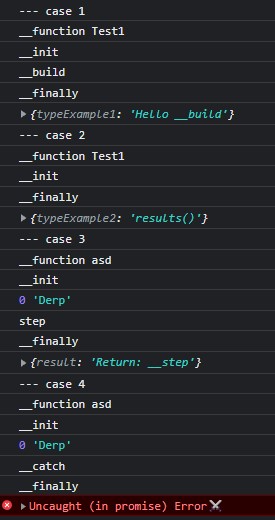 --- case 1
__function Test1
__init
__build
__finally
{typeExample1: 'Hello __build'}
--- case 2
__function Test1
__init
__finally
{typeExample2: 'results()'}
--- case 3
__function asd
__init
0 'Derp'
step
__finally
{result: 'Return: __step'}
--- case 4
__function asd
__init
0 'Derp'
__catch
__finally
Uncaught (in promise) Error⚔️